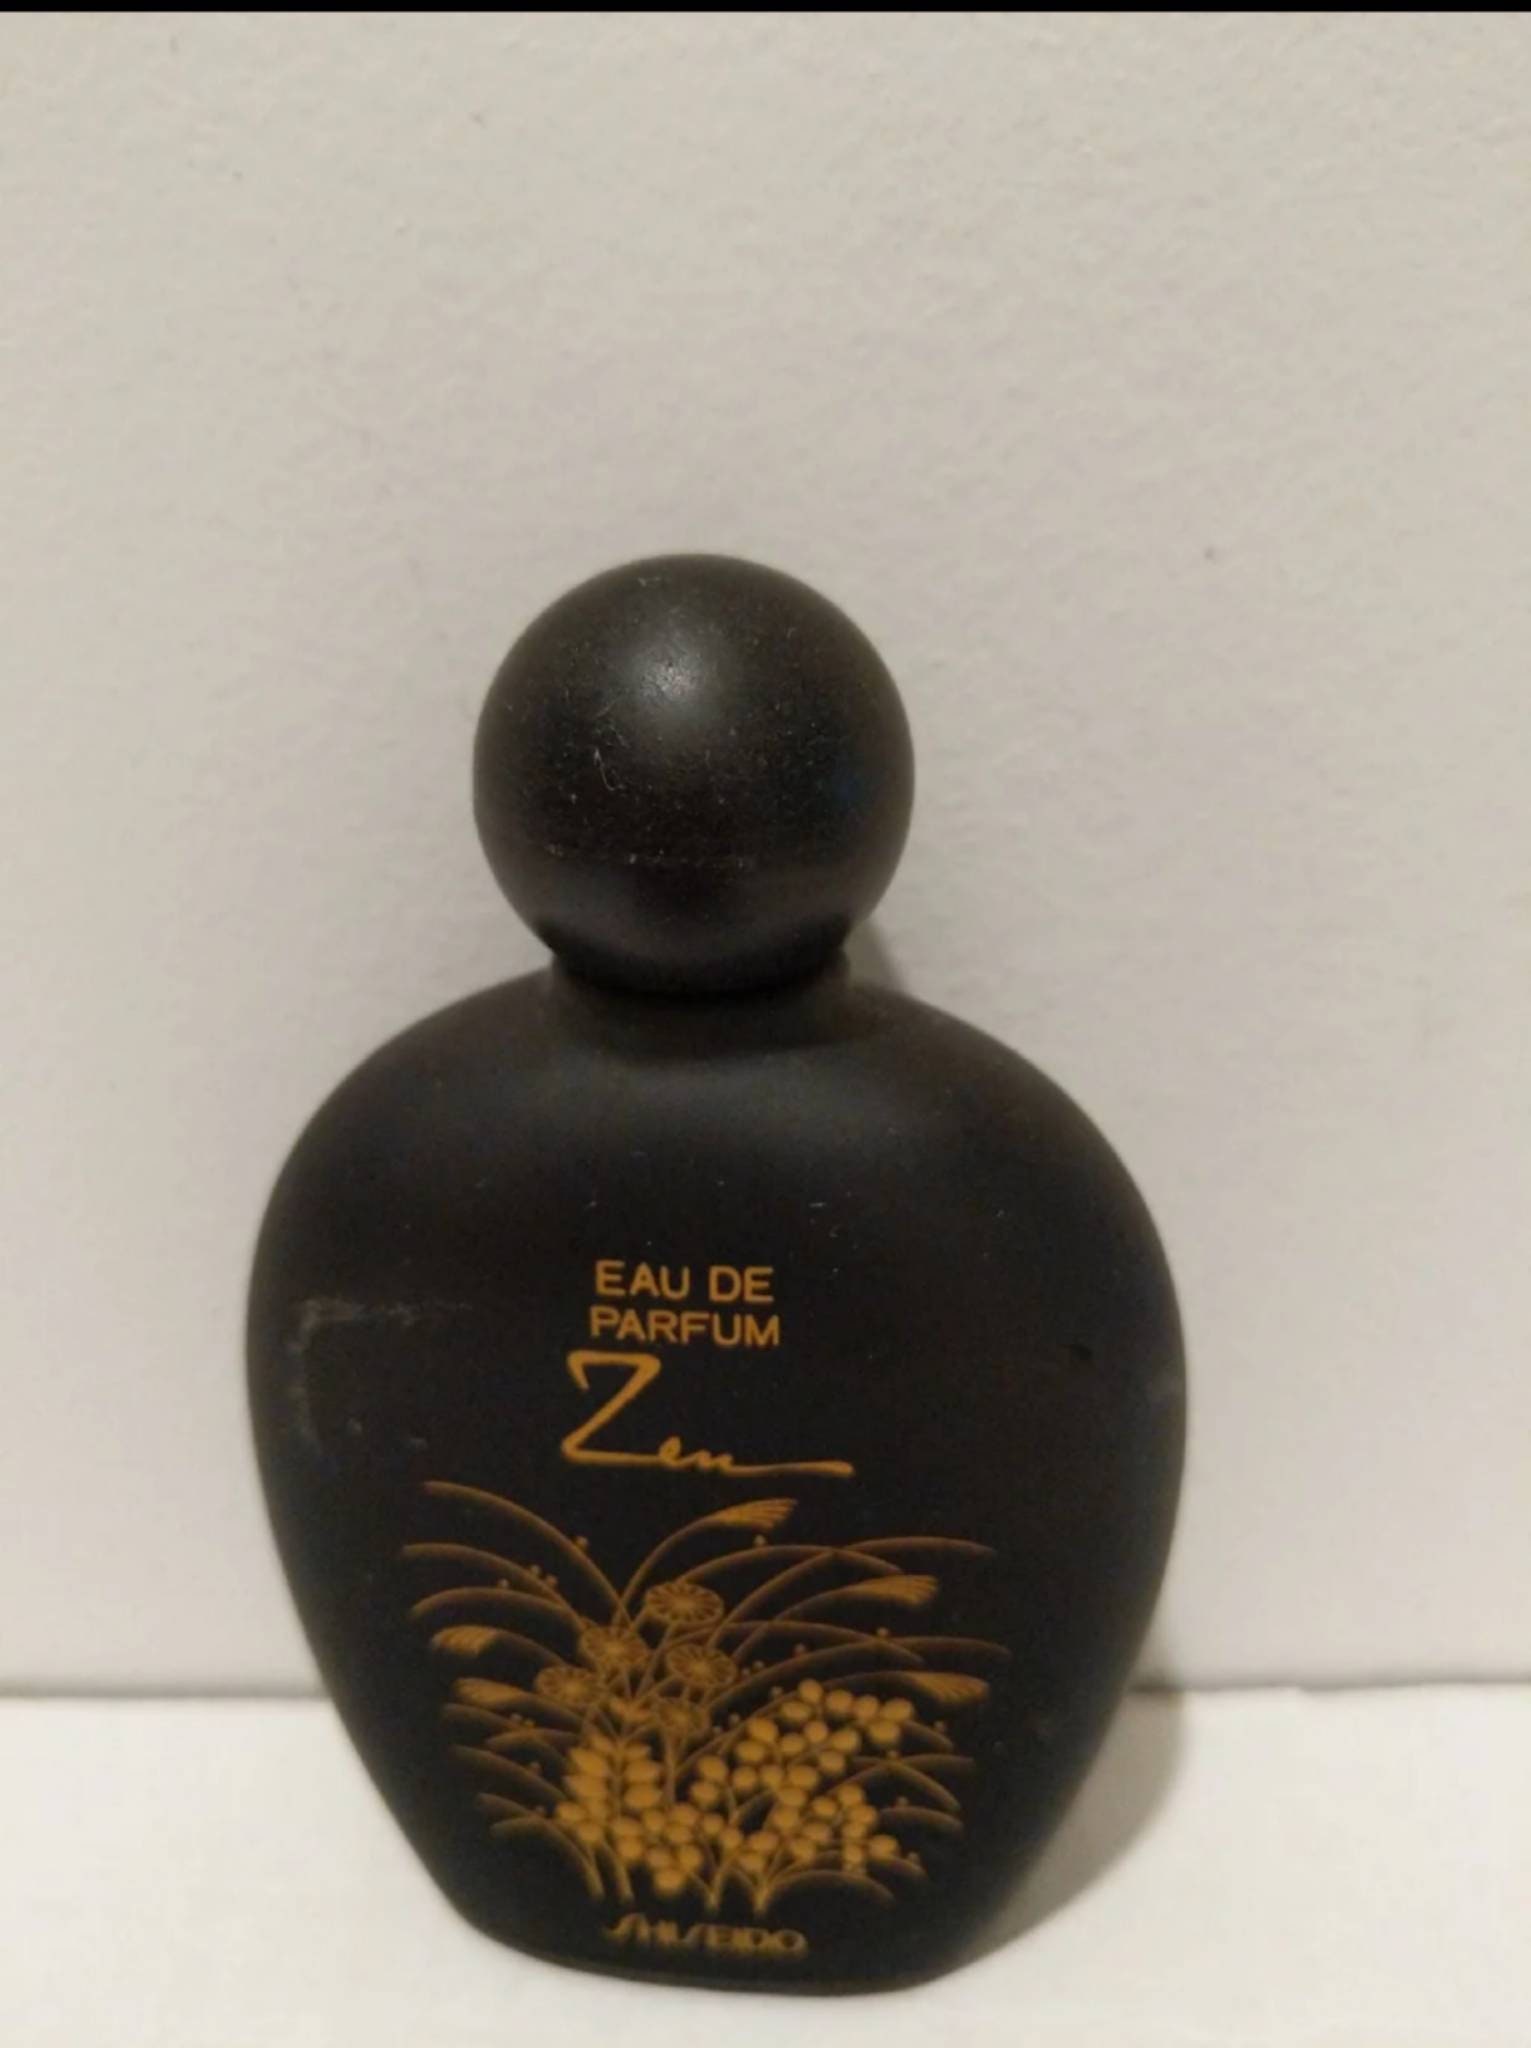 EAU DE
PARFUM
Zen
SHISEIDO